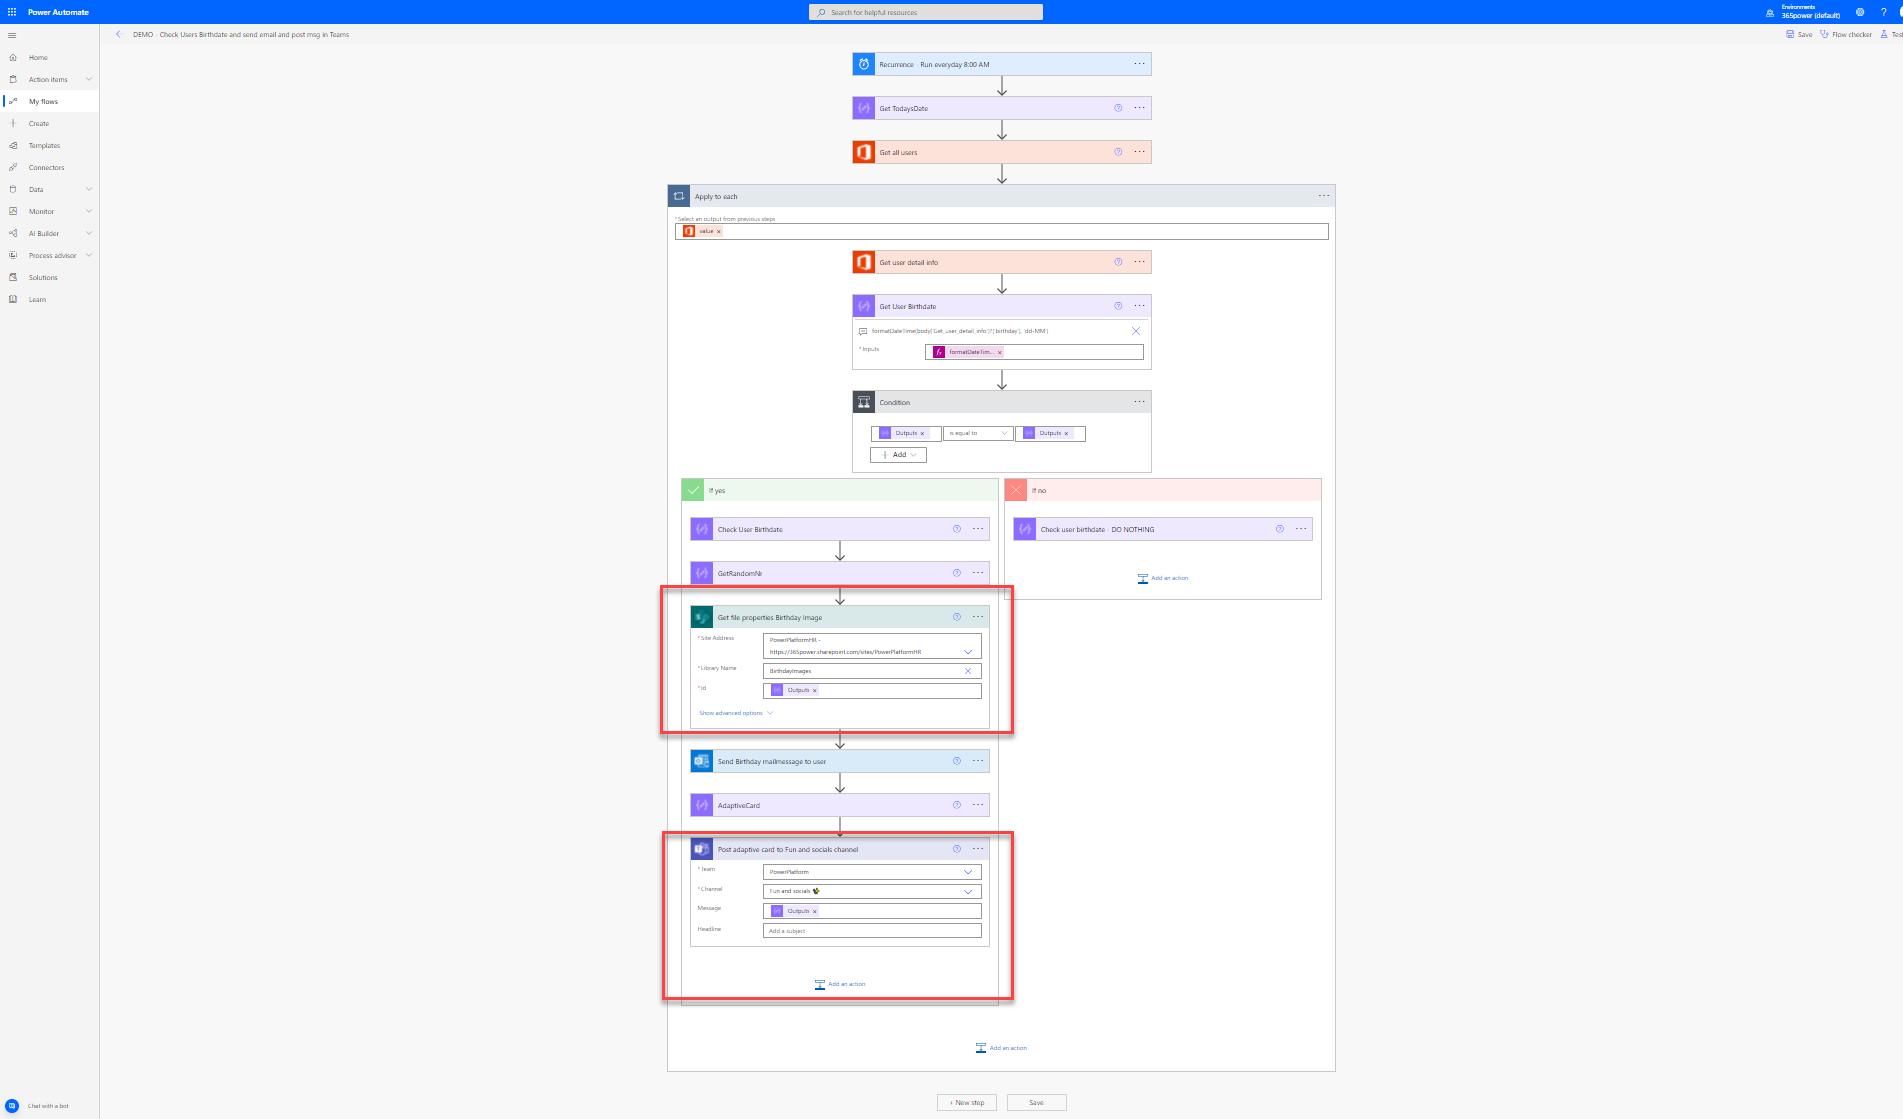 Power Automate
Search for helpful resources
Environments
365power (default)
?
DEMO - Check Users Birthdate and send email and post msg in Teams
Save
Flow checker
Test
Home
Action items
My flows
Create
Templates
Connectors
Data
Monitor
AI Builder
Process advisor
Solutions
Learn
Recurrence - Run everyday 8:00 AM
Get TodaysDate
Get all users
Apply to each
*Select an output from previous steps
value x
Get user detail info
Get User Birthdate
formatDateTime(body('Get_user_detail_info')?['birthday'], 'dd-MM')
*Inputs
fx formatDateTim... x
Condition
Outputs x
is equal to
Outputs x
Add
If yes
If no
Check User Birthdate
Check user birthdate - DO NOTHING
GetRandomNr
Add an action
Get file properties Birthday Image
*Site Address
PowerPlatformHR -
https://365power.sharepoint.com/sites/PowerPlatformHR
*Library Name
BirthdayImages
*Id
Outputs x
Show advanced options
Send Birthday mailmessage to user
AdaptiveCard
Post adaptive card to Fun and socials channel
*Team
PowerPlatform
*Channel
Fun and socials
Message
Outputs x
Headline
Add a subject
Add an action
Add an action
+ New step
Save
Chat with a bot